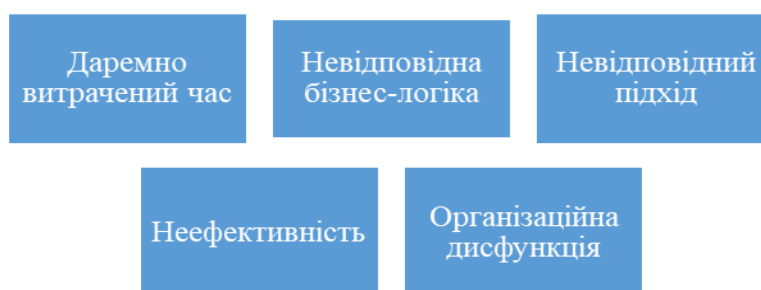 Даремно
витрачений час
Невідповідна
бізнес-логіка
Невідповідний
підхід
Неефективність
Організаційна
дисфункція